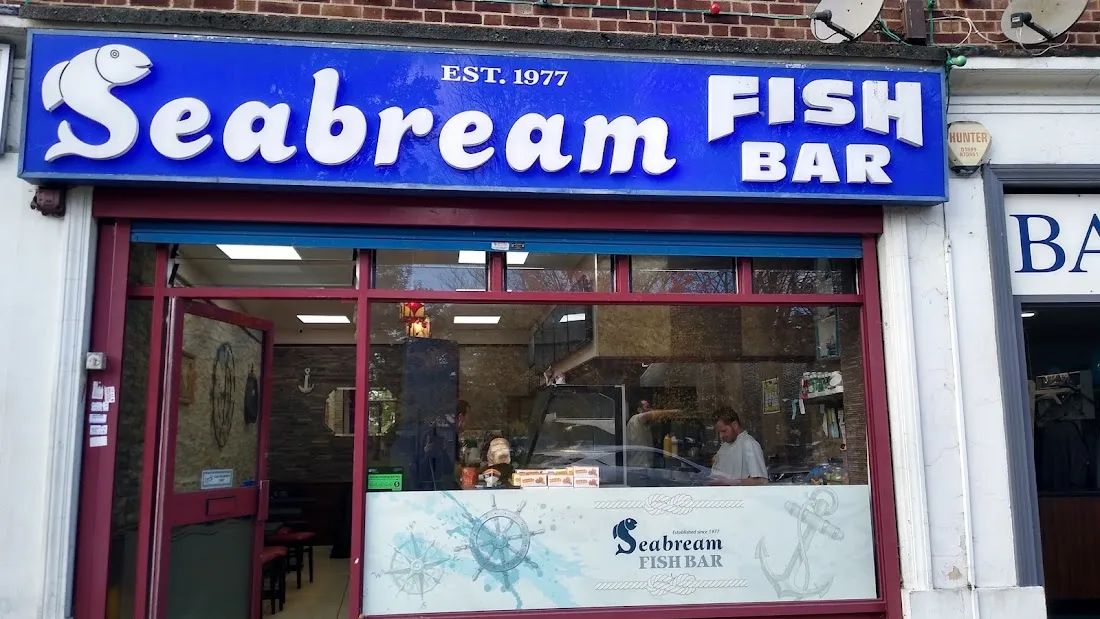 EST. 1977
Seabream
FISH
BAR
HUNTER
BA
Established since 1977
Seabream
FISH BAR